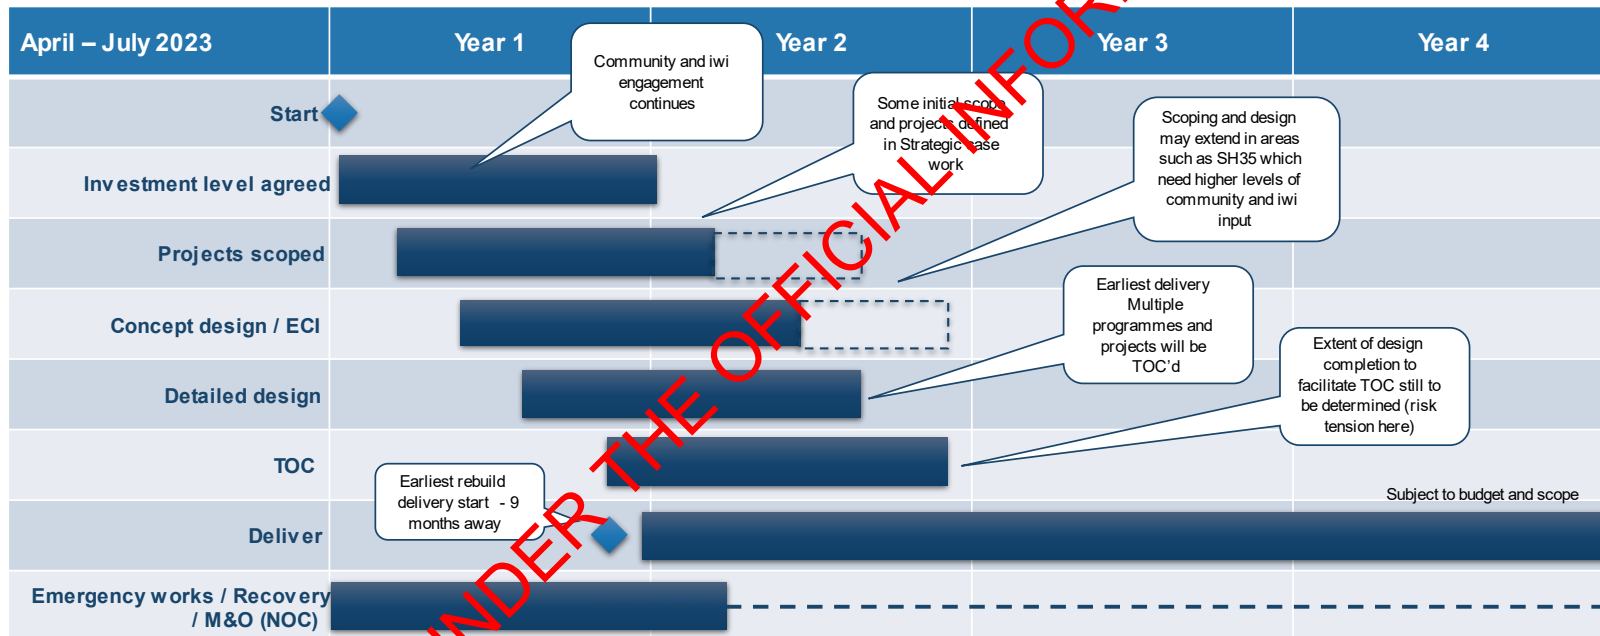 April – July 2023
Year 1
Year 2
Year 3
Year 4
Community and iwi
engagement
continues
Start
Some initial scope
and projects defined
in Strategic case
work
Scoping and design
may extend in areas
such as SH35 which
need higher levels of
community and iwi
input
Investment level agreed
Projects scoped
Earliest delivery
Multiple
programmes and
projects will be
TOC'd
Concept design / ECI
Extent of design
completion to
facilitate TOC still to
be determined (risk
tension here)
Detailed design
TOC
Earliest rebuild
delivery start - 9
months away
Subject to budget and scope
Deliver
Emergency works / Recovery
/ M&O (NOC)
UNDER THE OFFICIAL INFOR